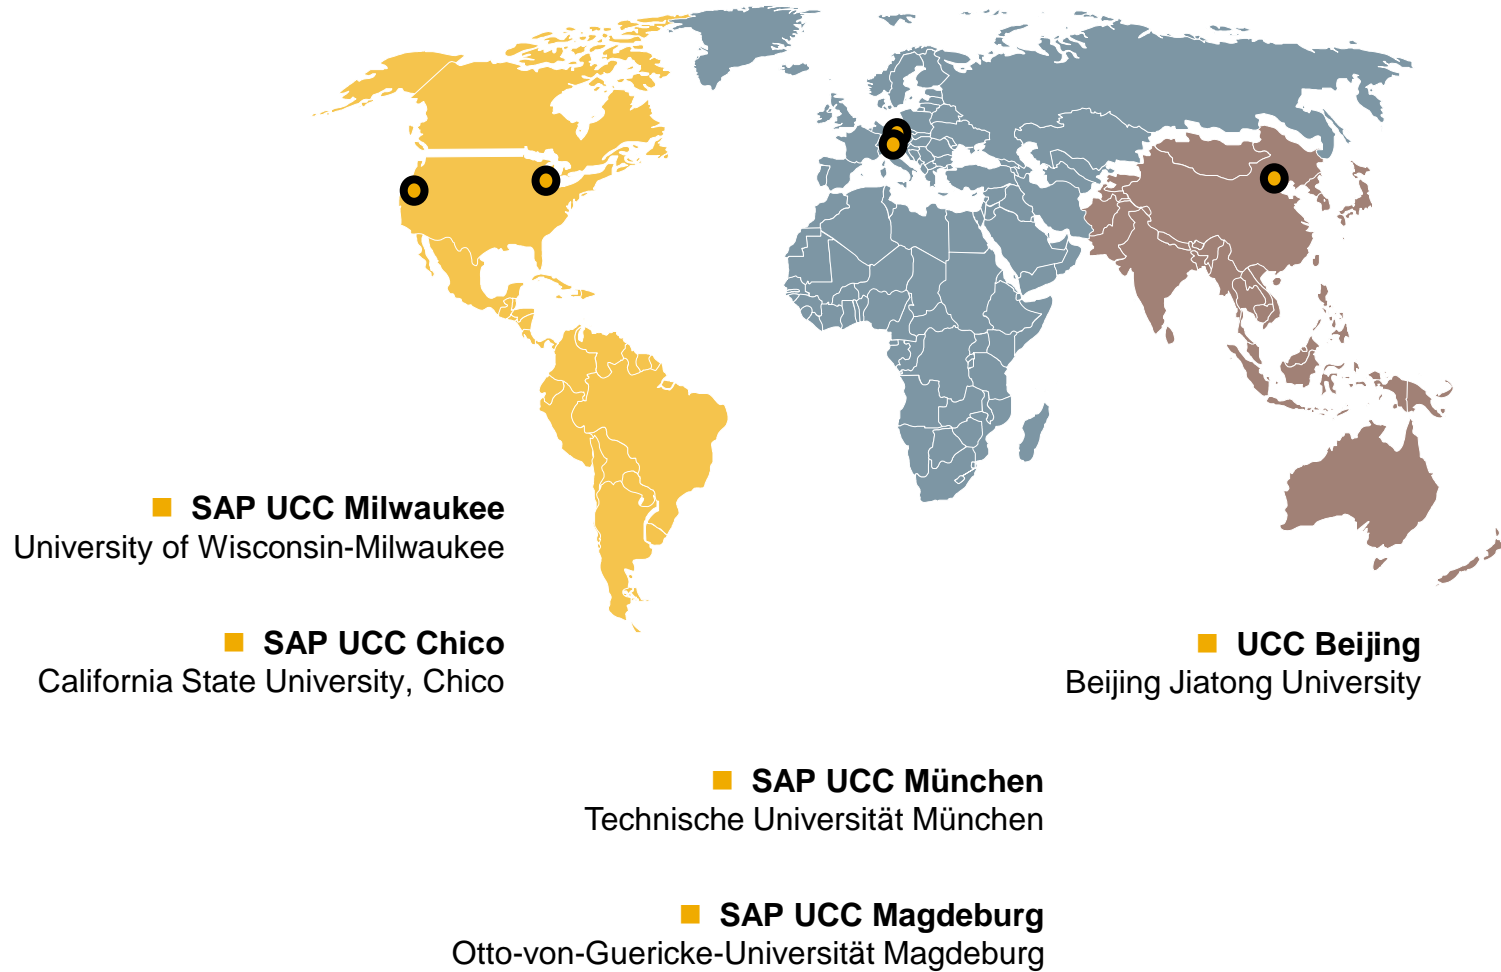 SAP UCC Milwaukee
University of Wisconsin-Milwaukee
SAP UCC Chico
California State University, Chico
UCC Beijing
Beijing Jiatong University
SAP UCC München
Technische Universität München
SAP UCC Magdeburg
Otto-von-Guericke-Universität Magdeburg